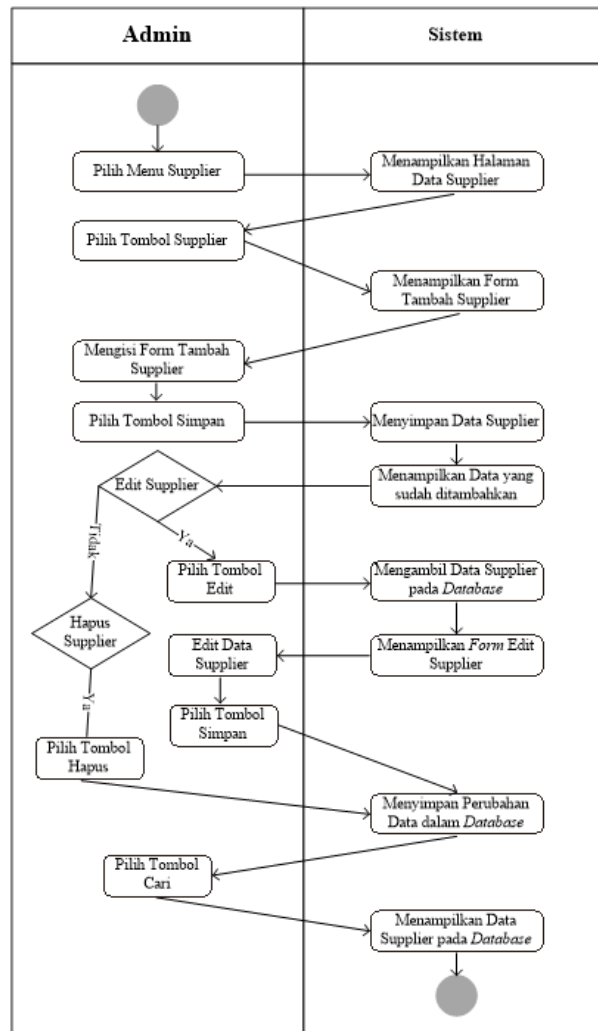 Admin
Sistem
Pilih Menu Supplier
Menampilkan Halaman
Data Supplier
Pilih Tombol Supplier
Menampilkan Form
Tambah Supplier
Mengisi Form Tambah
Supplier
Pilih Tombol Simpan
Menyimpan Data Supplier
Menampilkan Data yang
sudah ditambahkan
Edit Supplier
Ya
Tidak
Pilih Tombol
Edit
Mengambil Data Supplier
pada Database
Hapus
Supplier
Edit Data
Supplier
Menampilkan Form Edit
Supplier
Ya
Pilih Tombol
Simpan
Pilih Tombol
Hapus
Menyimpan Perubahan
Data dalam Database
Pilih Tombol
Cari
Menampilkan Data
Supplier pada Database